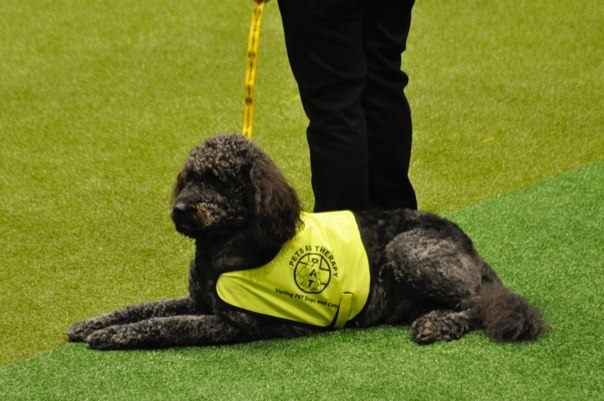 PETS AS THERAPY
PAT
Visiting PAT Dogs and Cats